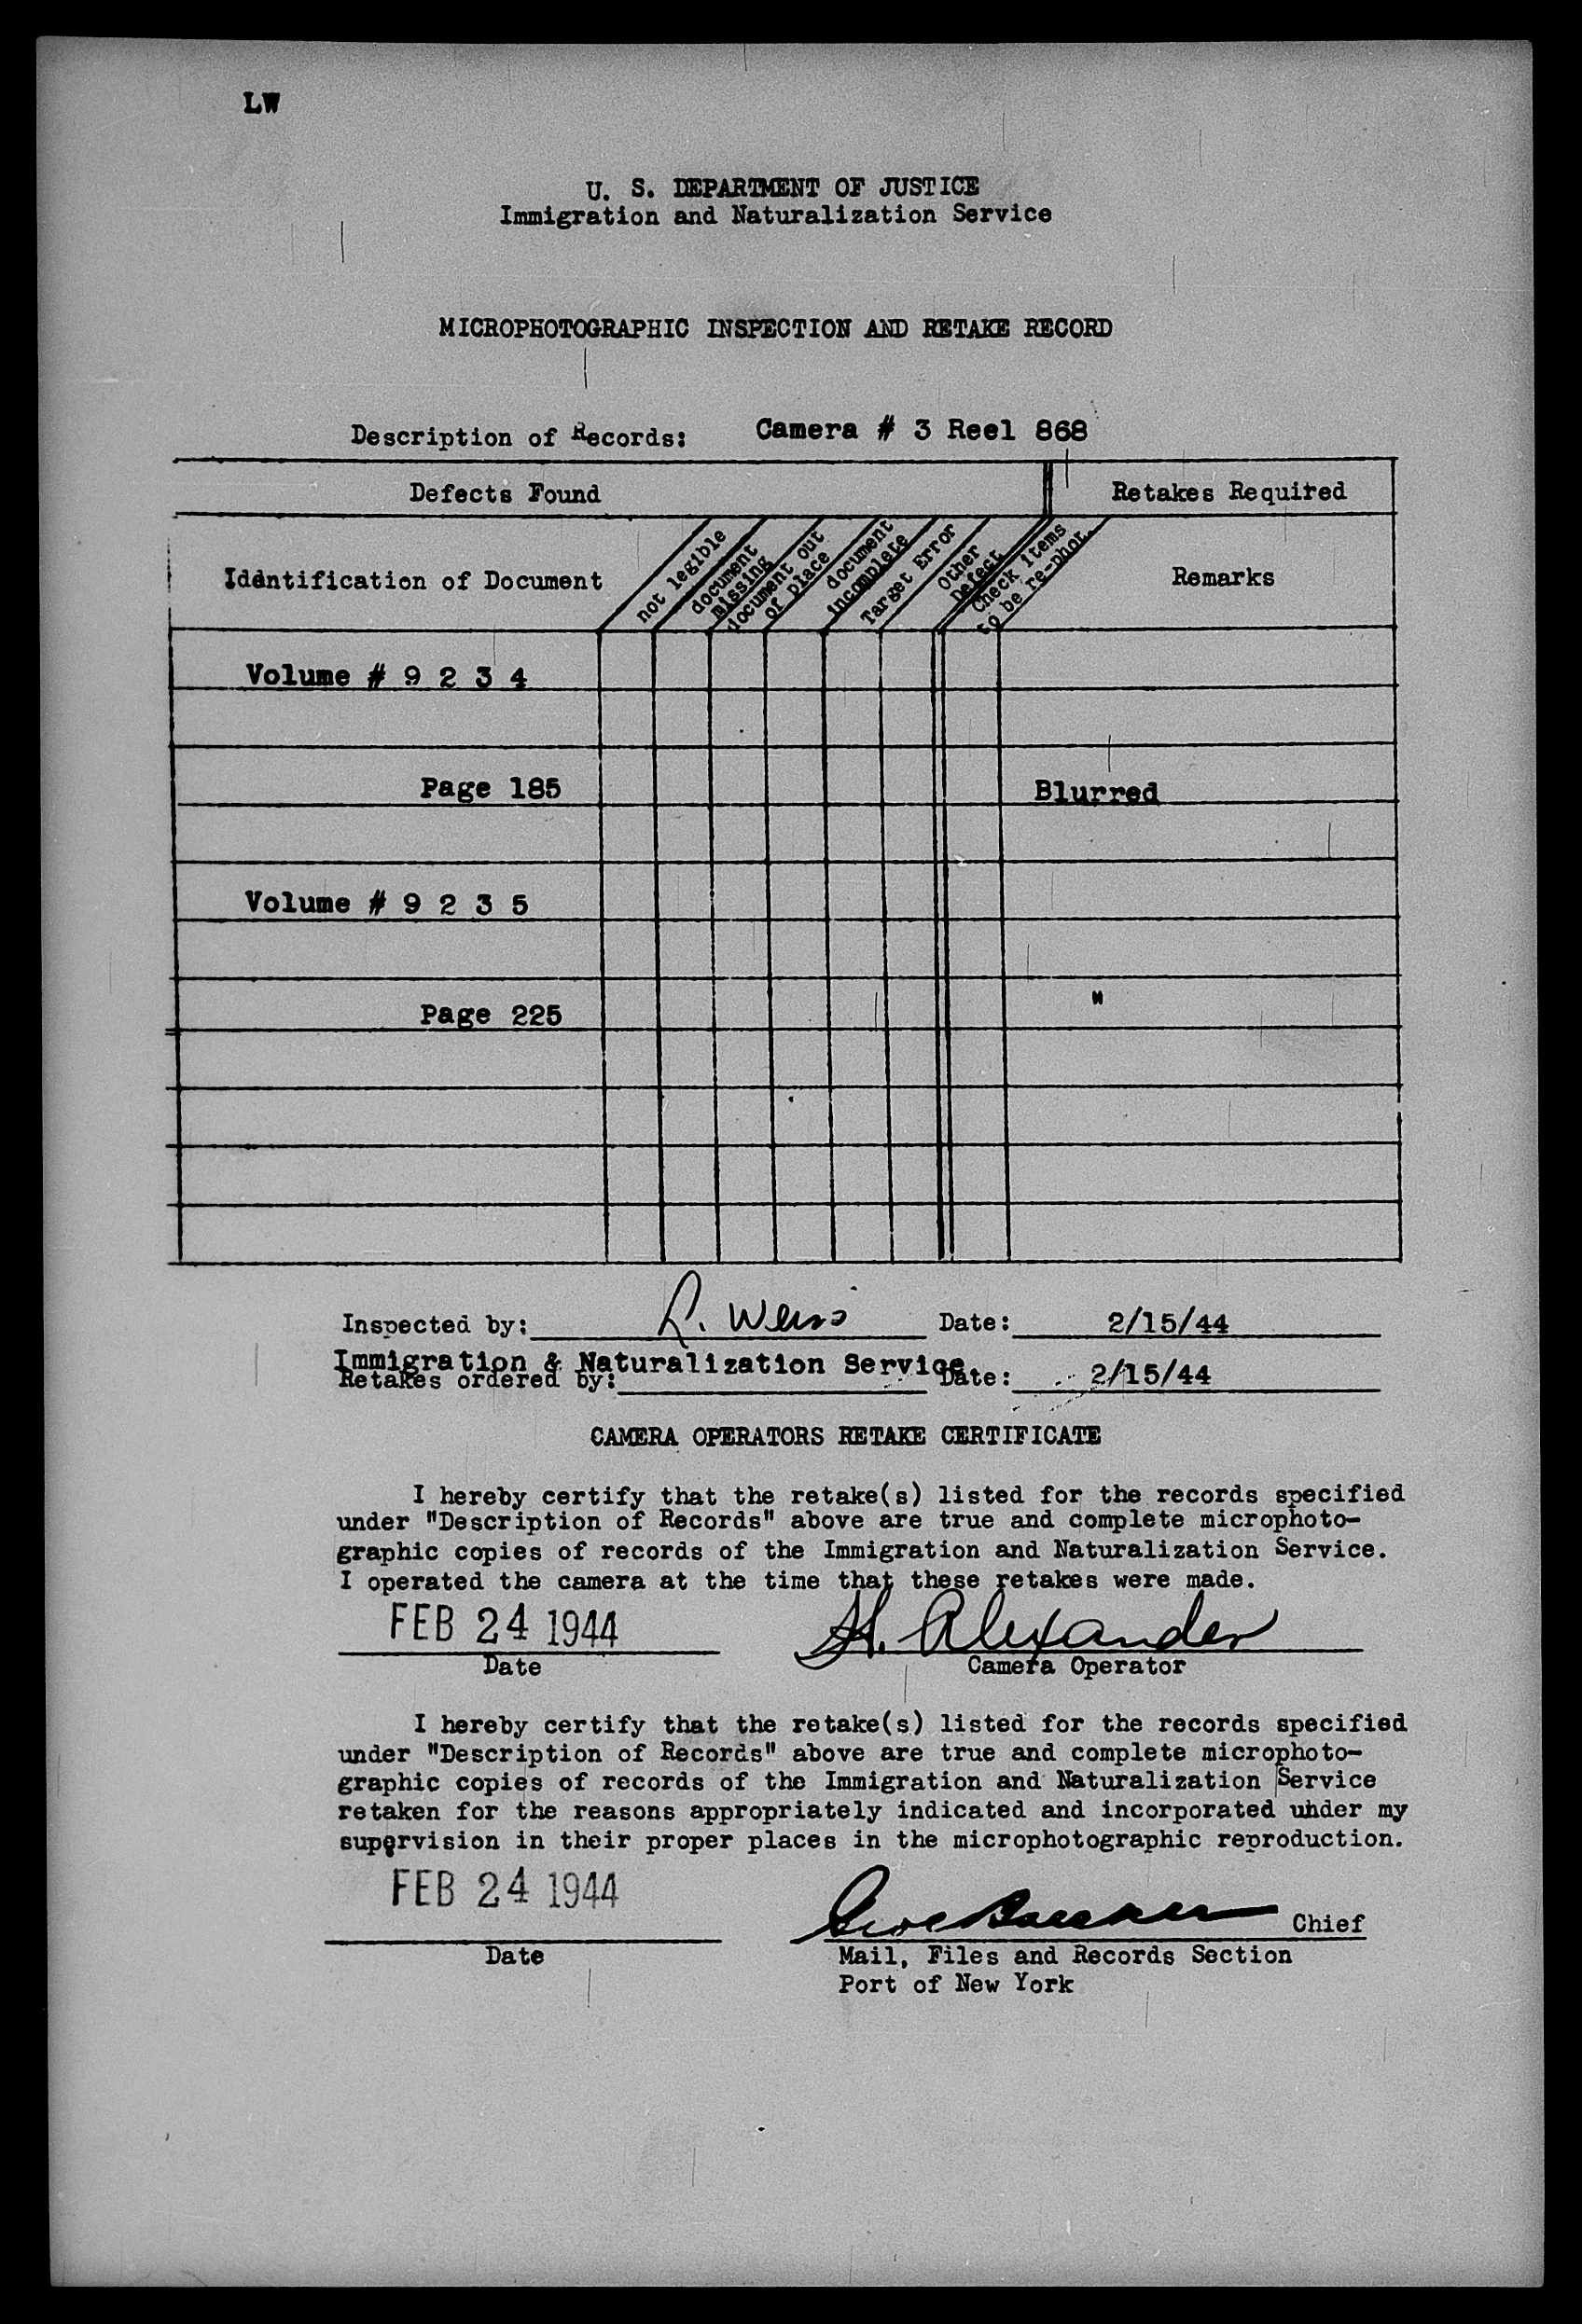 LW
U. S. DEPARTMENT OF JUSTICE
Immigration and Naturalization Service
MICROPHOTOGRAPHIC INSPECTION AND RETAKE RECORD
Description of Records: Camera # 3 Reel 868
Defects Found Retakes Required
Identification of Document
not legible
document
missing
document out
of place
document
incomplete
Target Error
Other
Defect
Check items
to be re-phot.
Remarks
Volume # 9 2 3 4
Page 185 Blurred
Volume # 9 2 3 5
Page 225 "
Inspected by: L. Weiss Date: 2/15/44
Immigration & Naturalization Service
Retakes ordered by: Date: 2/15/44
CAMERA OPERATORS RETAKE CERTIFICATE
I hereby certify that the retake(s) listed for the records specified
under "Description of Records" above are true and complete microphoto-
graphic copies of records of the Immigration and Naturalization Service.
I operated the camera at the time that these retakes were made.
FEB 24 1944 H. Alexander
Date Camera Operator
I hereby certify that the retake(s) listed for the records specified
under "Description of Records" above are true and complete microphoto-
graphic copies of records of the Immigration and Naturalization Service
retaken for the reasons appropriately indicated and incorporated under my
supervision in their proper places in the microphotographic reproduction.
FEB 24 1944
Chief
Date Mail, Files and Records Section
Port of New York